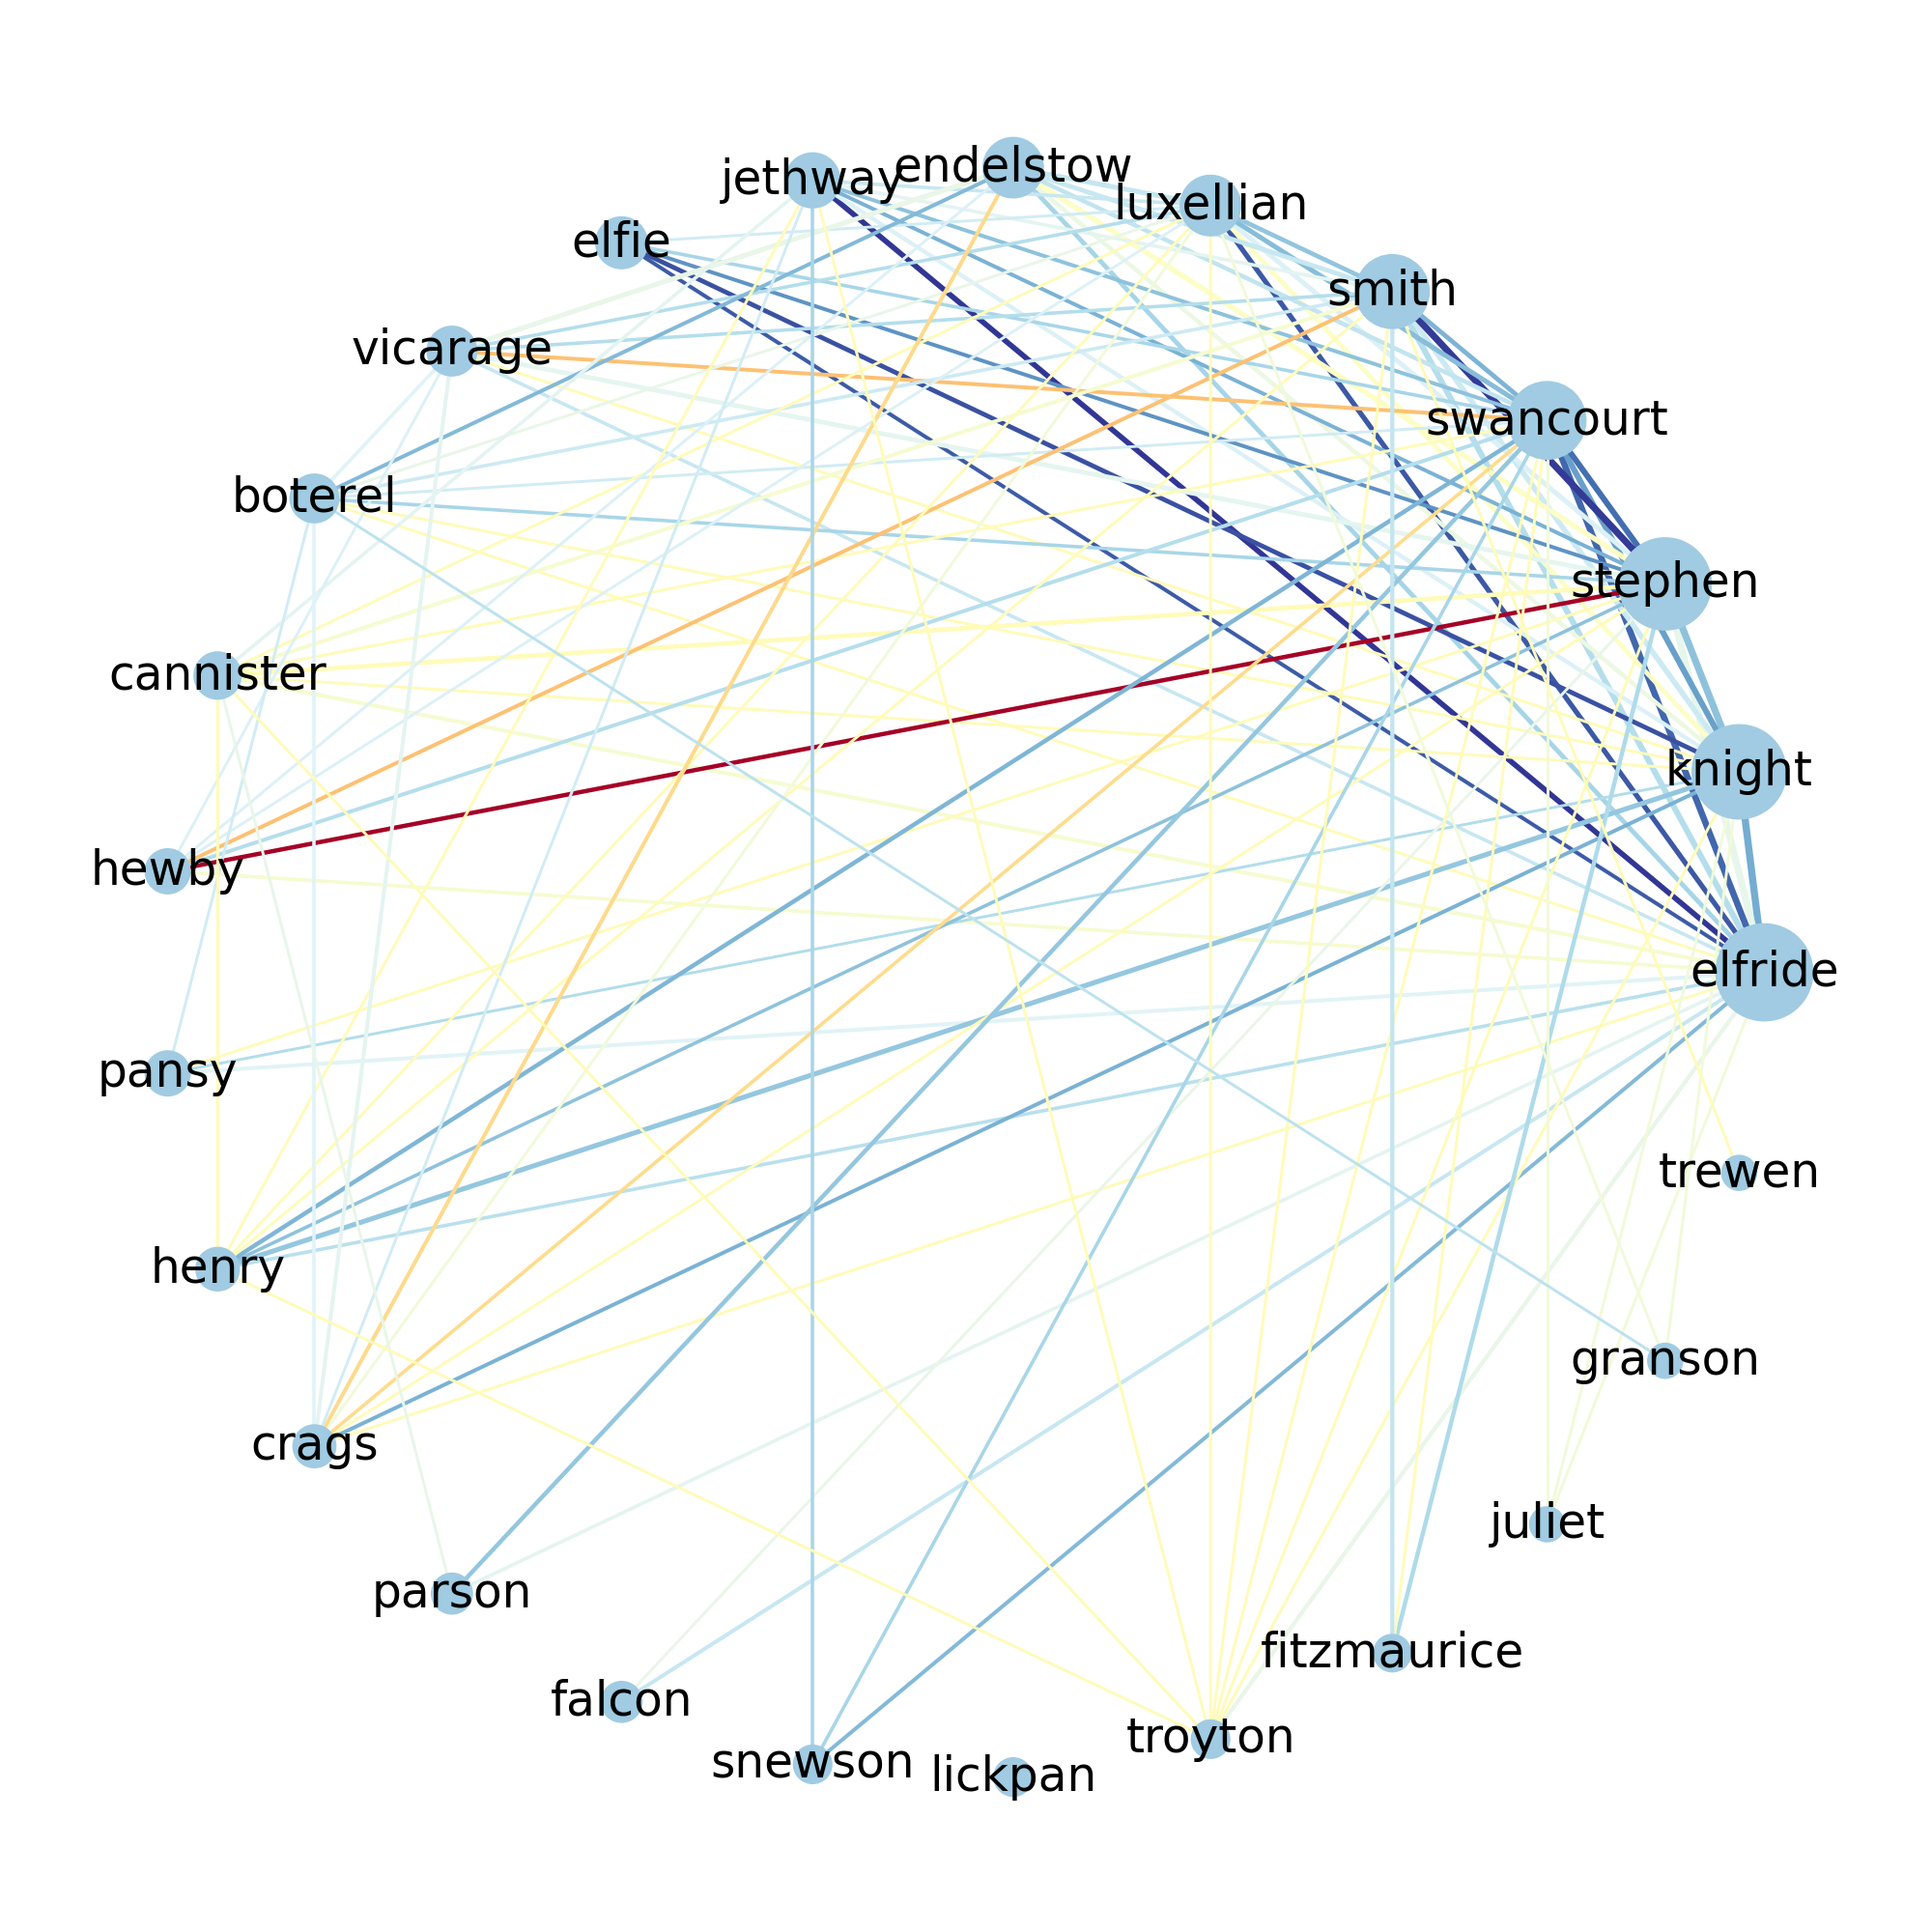 endelstow
jethway
luxellian
elfie
smith
vicarage
swancourt
boterel
stephen
cannister
knight
hewby
elfride
pansy
trewen
henry
granson
crags
juliet
parson
fitzmaurice
falcon
troyton
snewson
lickpan